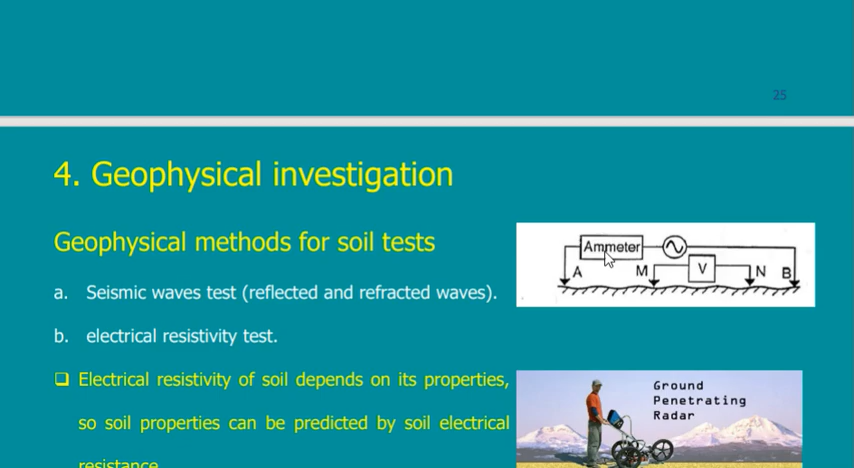 25
4. Geophysical investigation
Geophysical methods for soil tests
a. Seismic waves test (reflected and refracted waves).
b. electrical resistivity test.
❑ Electrical resistivity of soil depends on its properties,
so soil properties can be predicted by soil electrical
resistance
Ammeter
A M V N B
Ground
Penetrating
Radar